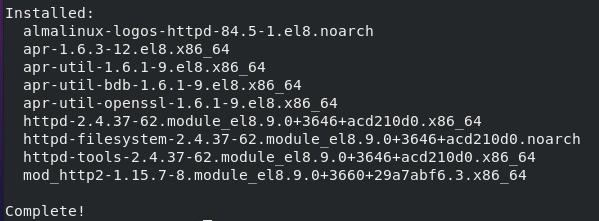 Installed:
almalinux-logos-httpd-84.5-1.el8.noarch
apr-1.6.3-12.el8.x86_64
apr-util-1.6.1-9.el8.x86_64
apr-util-bdb-1.6.1-9.el8.x86_64
apr-util-openssl-1.6.1-9.el8.x86_64
httpd-2.4.37-62.module_el8.9.0+3646+acd210d0.x86_64
httpd-filesystem-2.4.37-62.module_el8.9.0+3646+acd210d0.noarch
httpd-tools-2.4.37-62.module_el8.9.0+3646+acd210d0.x86_64
mod_http2-1.15.7-8.module_el8.9.0+3660+29a7abf6.3.x86_64
Complete!